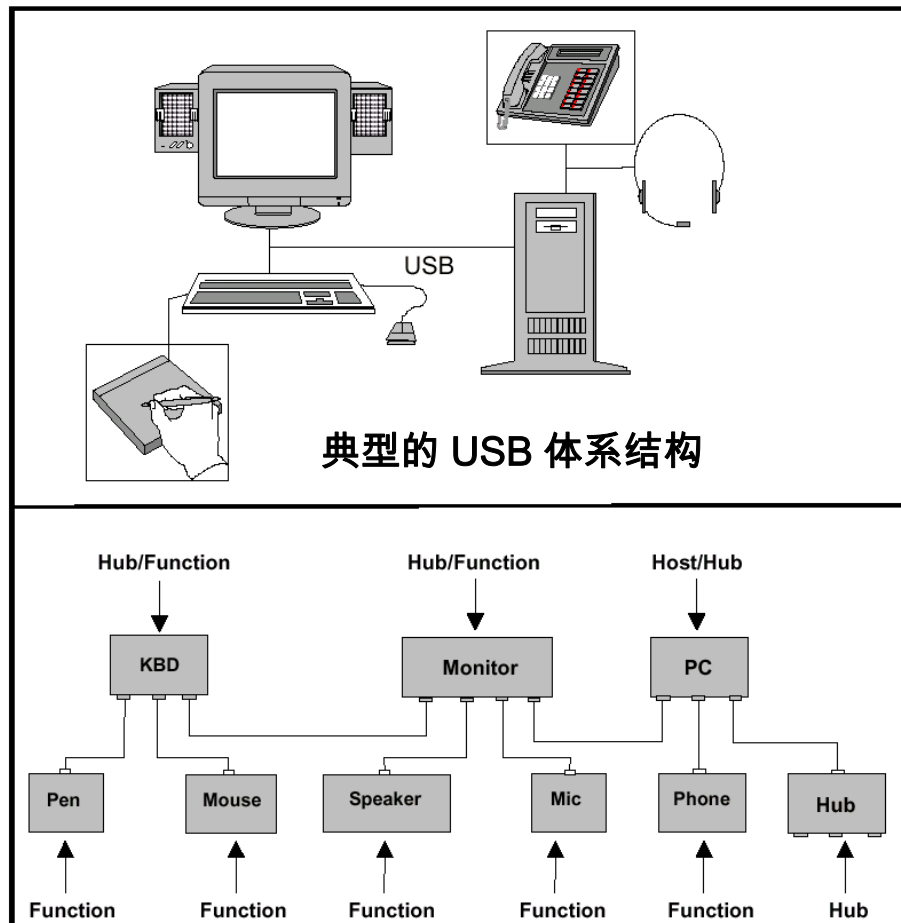 USB
典型的 USB 体系结构
Hub/Function Hub/Function Host/Hub
KBD Monitor PC
Pen Mouse Speaker Mic Phone Hub
Function Function Function Function Function Hub